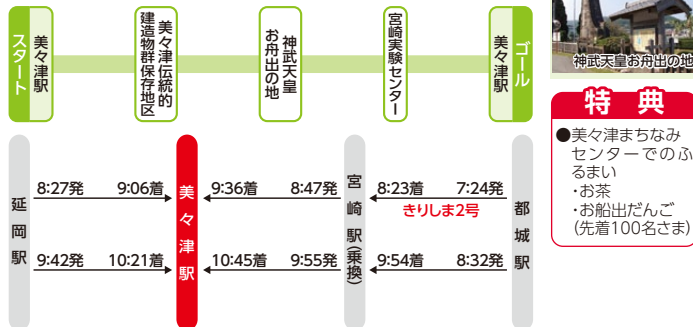 スタート
美々津駅
美々津伝統的
建造物群保存地区
神武天皇
お舟出の地
宮崎実験センター
美々津駅
ゴール
神武天皇お舟出の地
特 典
●美々津まちなみ
センターでのふ
るまい
・お茶
・お船出だんご
(先着100名さま)
延岡駅
8:27発 9:06着
美々津駅
9:36着 8:47発
宮崎駅(乗換)
8:23着 7:24発
きりしま2号
都城駅
9:42発 10:21着
10:45着 9:55発
9:54着 8:32発